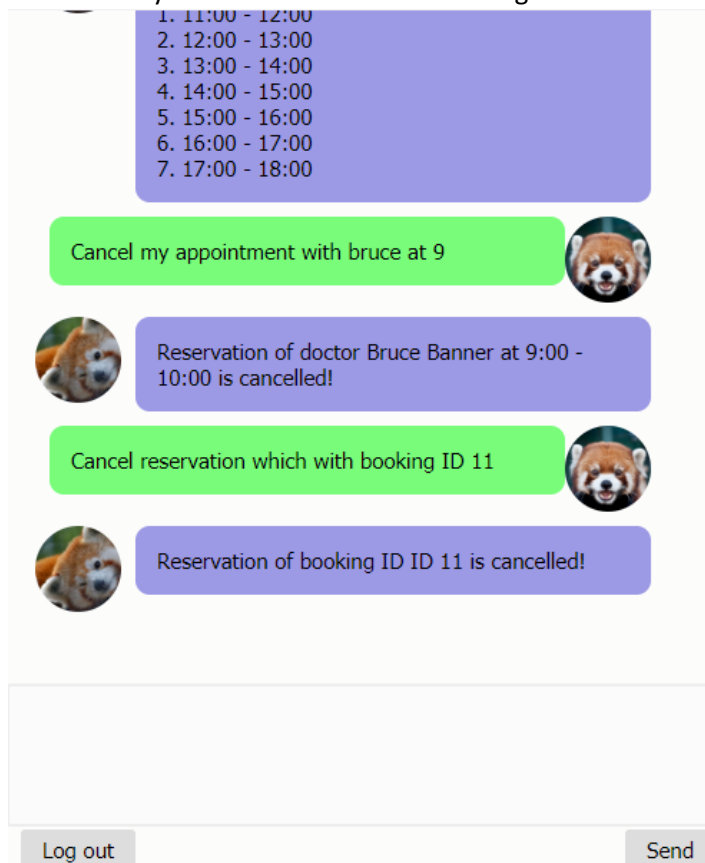 1. 11:00 - 12:00
2. 12:00 - 13:00
3. 13:00 - 14:00
4. 14:00 - 15:00
5. 15:00 - 16:00
6. 16:00 - 17:00
7. 17:00 - 18:00
Cancel my appointment with bruce at 9
Reservation of doctor Bruce Banner at 9:00 -
10:00 is cancelled!
Cancel reservation which with booking ID 11
Reservation of booking ID ID 11 is cancelled!
Log out
Send